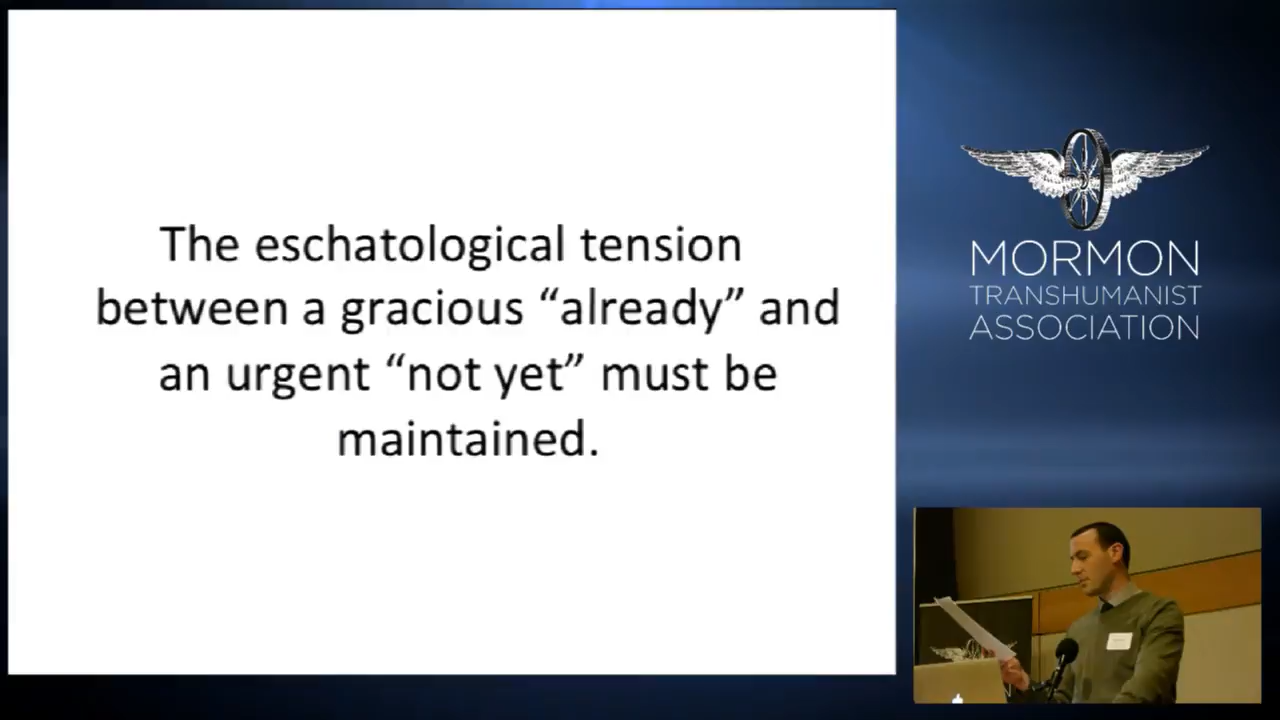 The eschatological tension
between a gracious “already” and
an urgent “not yet” must be
maintained.
MORMON
TRANSHUMANIST
ASSOCIATION